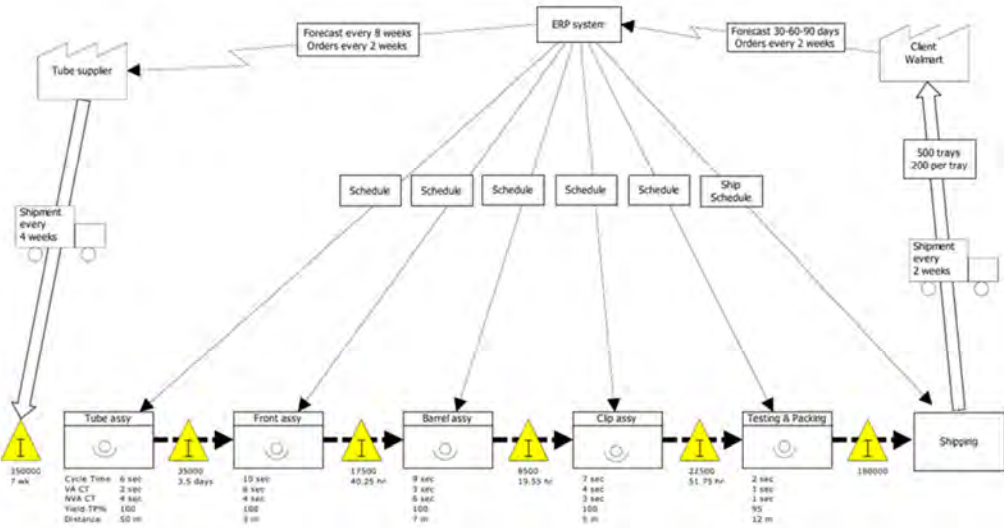 ERP system
Forecast every 8 weeks
Orders every 2 weeks
Forecast 30-60-90 days
Orders every 2 weeks
Tube supplier
Client
Walmart
500 trays
200 per tray
Schedule
Schedule
Schedule
Schedule
Schedule
Ship
Schedule
Shipment
every
4 weeks
Shipment
every
2 weeks
Tube assy
Front assy
Barrel assy
Clip assy
Testing & Packing
Shipping
I
I
I
I
I
I
7 wk
35000
3.5 days
17500
40.25 hr
8500
19.55 hr
22500
51.75 hr
Cycle Time 6 sec
VA CT 2 sec
NVA CT 4 sec
Yield TP% 100
Distance 50 m
10 sec
6 sec
4 sec
100
9 sec
3 sec
6 sec
100
7 m
7 sec
4 sec
3 sec
100
5 m
2 sec
1 sec
1 sec
95
12 m